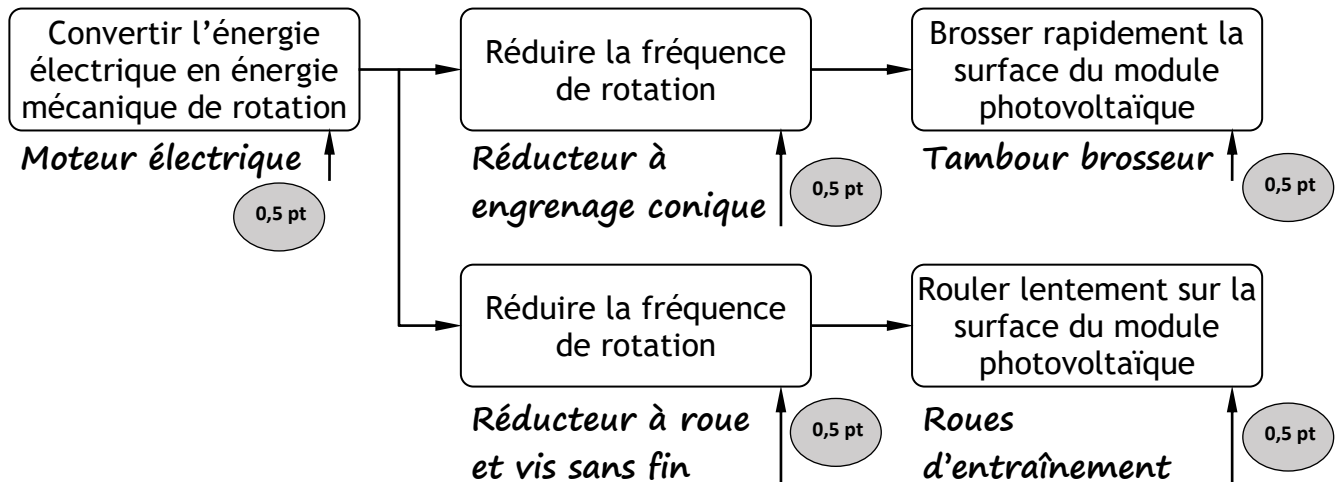 Convertir l’énergie
électrique en énergie
mécanique de rotation
Moteur électrique
0,5 pt
Réduire la fréquence
de rotation
Réducteur à
engrenage conique
0,5 pt
Brosser rapidement la
surface du module
photovoltaïque
Tambour brosseur
0,5 pt
Réduire la fréquence
de rotation
Réducteur à roue
et vis sans fin
0,5 pt
Rouler lentement sur la
surface du module
photovoltaïque
Roues
d'entraînement
0,5 pt